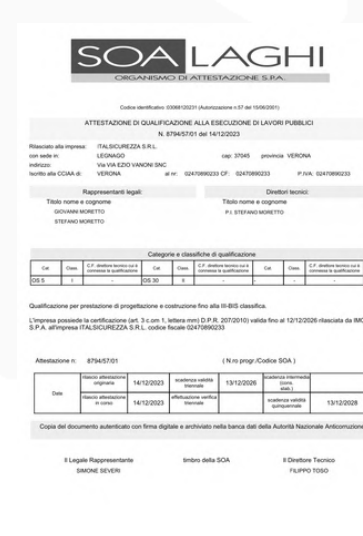 SOA LAGHI
ORGANISMO DI ATTESTAZIONE S.P.A.
Codice identificativo: 03068120231 (Autorizzazione n.57 del 15/06/2001)
ATTESTAZIONE DI QUALIFICAZIONE ALLA ESECUZIONE DI LAVORI PUBBLICI
N. 8794/57/01 del 14/12/2023
Rilasciato alla impresa: ITALSICUREZZA S.R.L.
con sede in: LEGNAGO cap: 37045 provincia VERONA
indirizzo: Via VIA EZIO VANONI SNC
Iscritto alla CCIAA di: VERONA al nr: 02470890233 CF: 02470890233 P.IVA: 02470890233
Rappresentanti legali: Direttori tecnici:
Titolo nome e cognome Titolo nome e cognome
GIOVANNI MORETTO P.I. STEFANO MORETTO
STEFANO MORETTO
Categorie e classifiche di qualificazione
Cat. Class. C.F. direttore tecnico cui è connessa la qualificazione Cat. Class. C.F. direttore tecnico cui è connessa la qualificazione Cat. Class. C.F. direttore tecnico cui è connessa la qualificazione
OS 5 I - OS 30 II - - -
Qualificazione per prestazione di progettazione e costruzione fino alla III-BIS classifica.
L'impresa possiede la certificazione (art. 3 c.om 1, lettera mm) D.P.R. 207/2010) valida fino al 12/12/2026 rilasciata da IMQ
S.P.A. all'impresa ITALSICUREZZA S.R.L. codice fiscale 02470890233
Attestazione n: 8794/57/01 ( N.ro progr./Codice SOA )
Date rilascio attestazione originaria 14/12/2023 scadenza validità triennale 13/12/2026 scadenza intermedia (cons. stab.)
rilascio attestazione in corso 14/12/2023 effettuazione verifica triennale scadenza validità quinquennale 13/12/2028
Copia del documento autenticato con firma digitale e archiviato nella banca dati della Autorità Nazionale Anticorruzione
Il Legale Rappresentante timbro della SOA Il Direttore Tecnico
SIMONE SEVERI FILIPPO TOSO